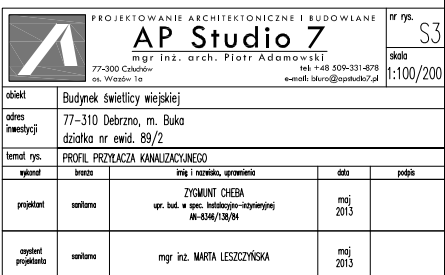 PROJEKTOWANIE ARCHITEKTONICZNE I BUDOWLANE
AP Studio 7
mgr inż. arch. Piotr Adamowski
77-300 Człuchów tel: +48 509-331-878
os. Wazów 1a e-mail: biuro@apstudio7.pl
nr rys.
S3
skala
1:100/200
obiekt Budynek świetlicy wiejskiej
adres inwestycji 77-310 Debrzno, m. Buka
działka nr ewid. 89/2
temat rys. PROFIL PRZYŁACZA KANALIZACYJNEGO
wykonał branża imię i nazwisko, uprawnienia data podpis
projektant sanitarna ZYGMUNT CHEBA
upr. bud. w spec. instalacyjno-inżynieryjnej
AN-8346/138/84
maj
2013
asystent
projektanta sanitarna mgr inż. MARTA LESZCZYŃSKA maj
2013